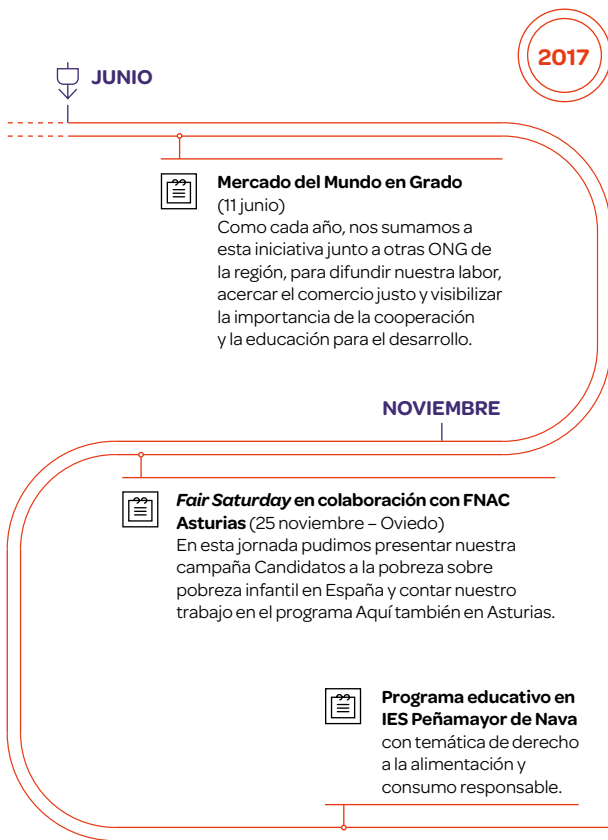 2017
JUNIO
Mercado del Mundo en Grado
(11 junio)
Como cada año, nos sumamos a
esta iniciativa junto a otras ONG de
la región, para difundir nuestra labor,
acercar el comercio justo y visibilizar
la importancia de la cooperación
y la educación para el desarrollo.
NOVIEMBRE
Fair Saturday en colaboración con FNAC
Asturias (25 noviembre – Oviedo)
En esta jornada pudimos presentar nuestra
campaña Candidatos a la pobreza sobre
pobreza infantil en España y contar nuestro
trabajo en el programa Aquí también en Asturias.
Programa educativo en
IES Peñamayor de Nava
con temática de derecho
a la alimentación y
consumo responsable.